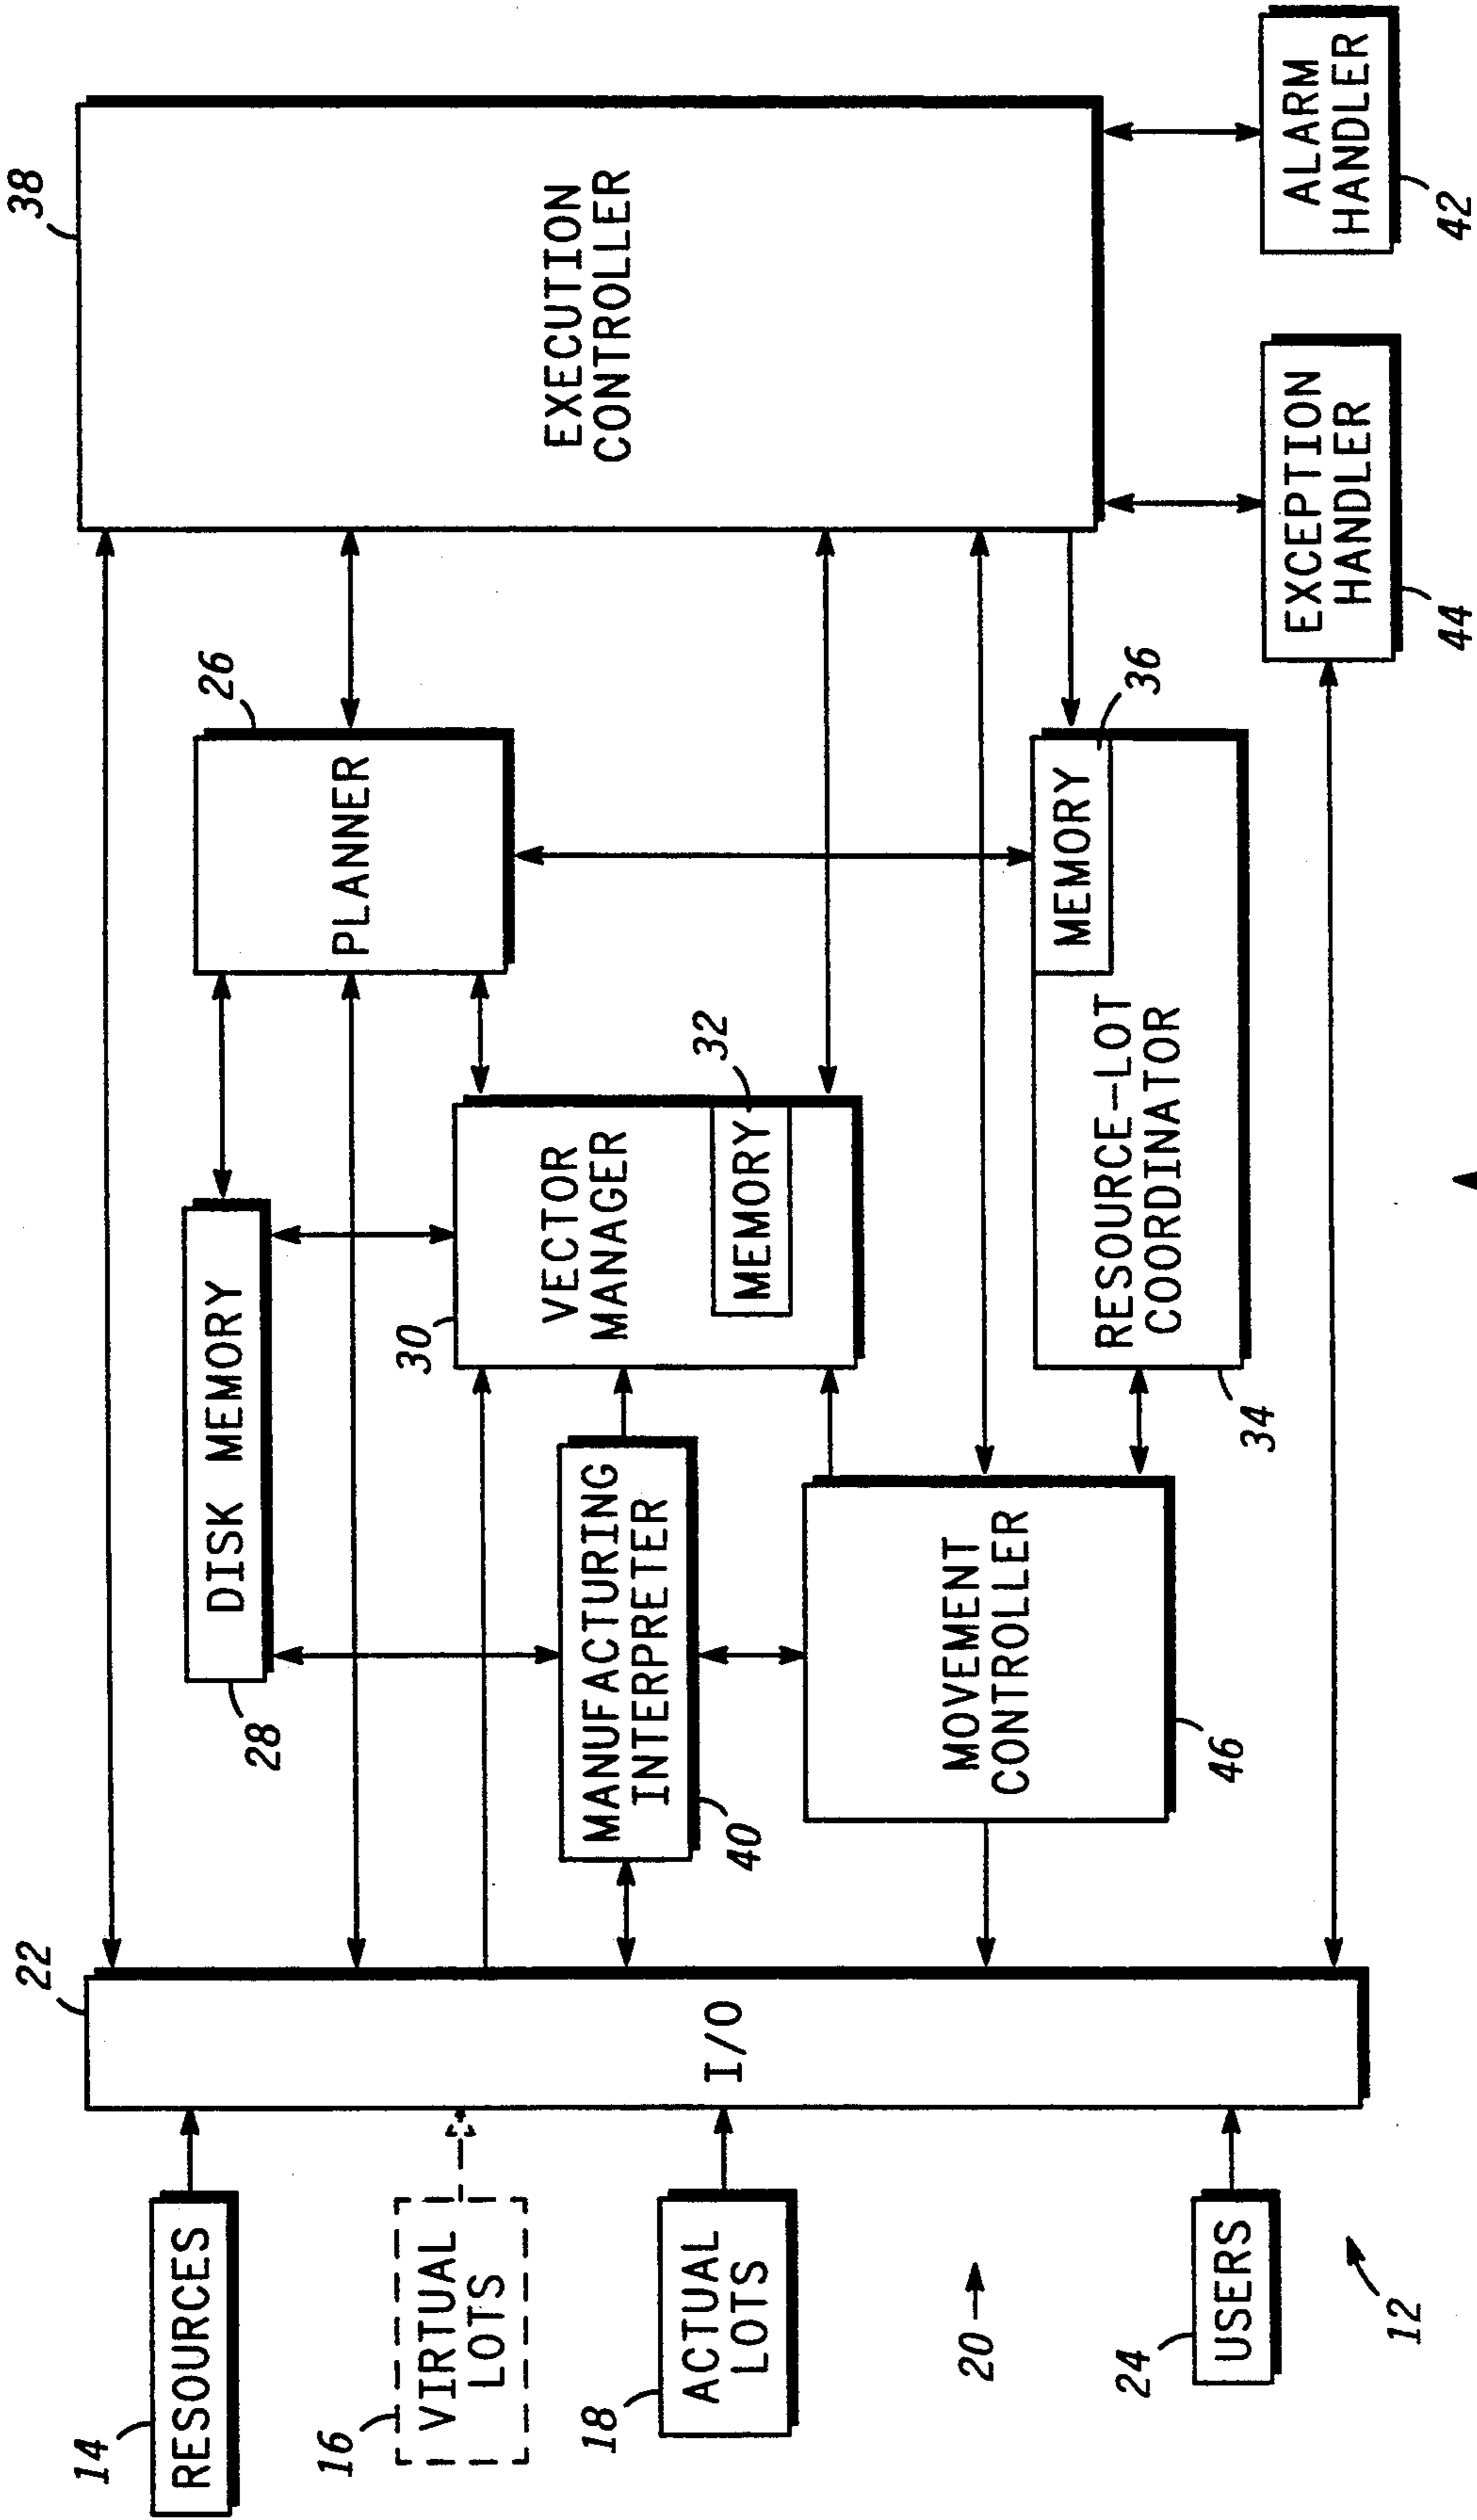 38
EXECUTION
CONTROLLER
ALARM
HANDLER
42
EXCEPTION
HANDLER
44
26
PLANNER
MEMORY
36
RESOURCE-LOT
COORDINATOR
34
32
VECTOR
MANAGER
MEMORY
30
DISK MEMORY
28
MANUFACTURING
INTERPRETER
40
MOVEMENT
CONTROLLER
46
22
I/O
14
RESOURCES
16
VIRTUAL
LOTS
18
ACTUAL
LOTS
20
24
USERS
12